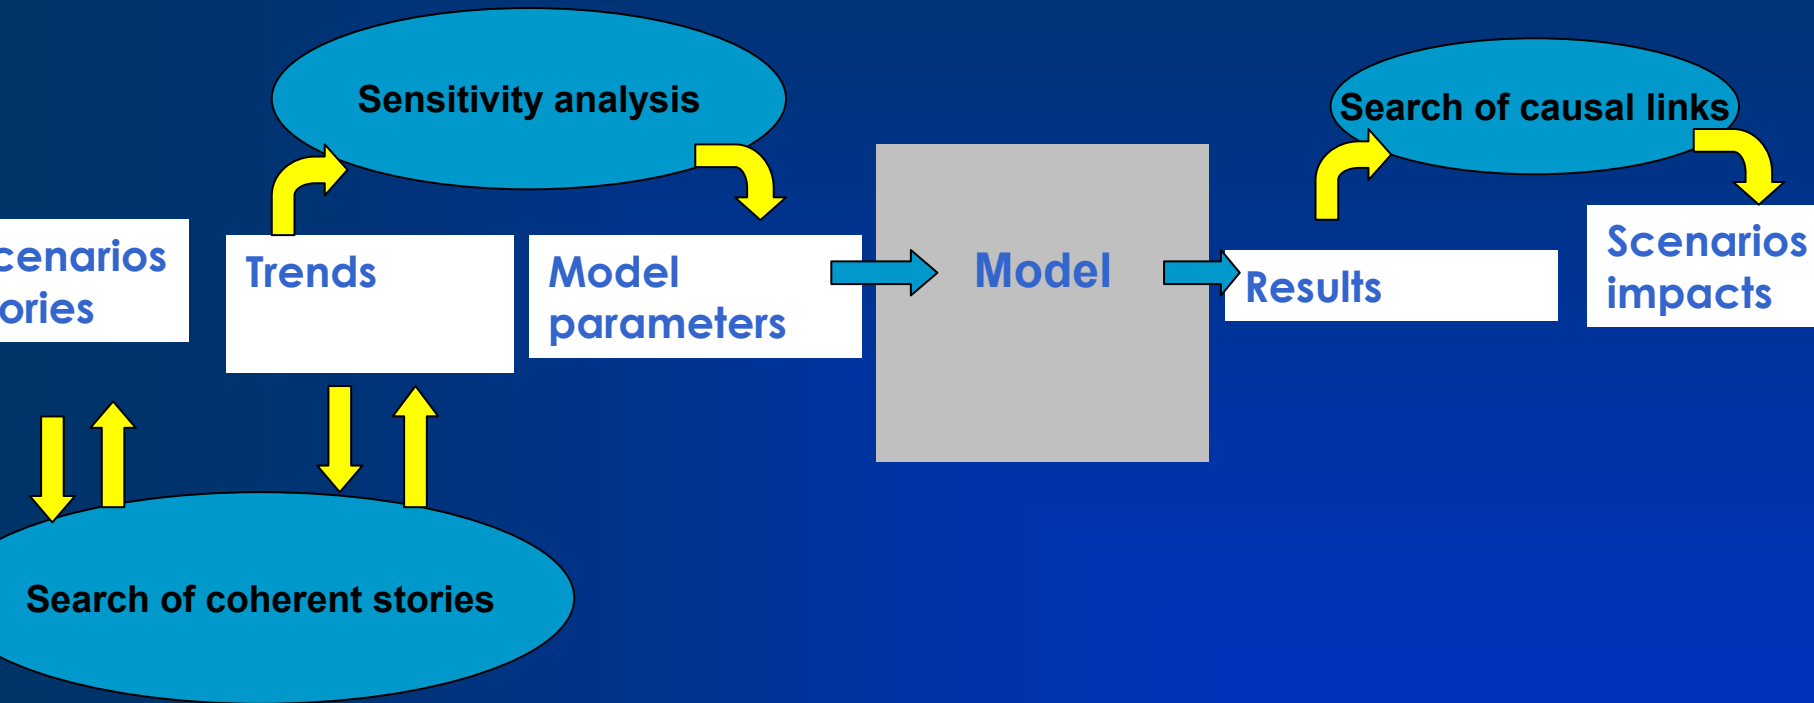 Sensitivity analysis
Search of causal links
cenarios
ories
Trends
Model
parameters
Model
Results
Scenarios
impacts
Search of coherent stories